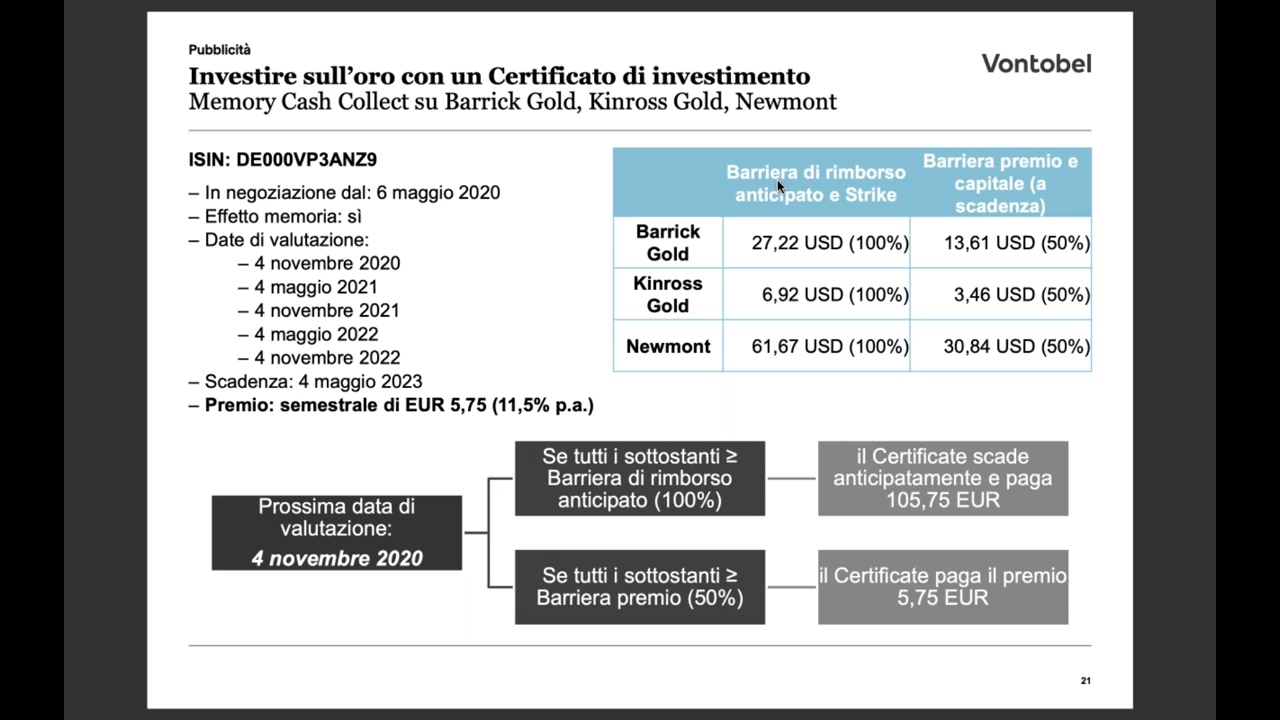 Pubblicità
Investire sull'oro con un Certificato di investimento
Memory Cash Collect su Barrick Gold, Kinross Gold, Newmont
Vontobel
ISIN: DE000VP3ANZ9
– In negoziazione dal: 6 maggio 2020
– Effetto memoria: sì
– Date di valutazione:
– 4 novembre 2020
– 4 maggio 2021
– 4 novembre 2021
– 4 maggio 2022
– 4 novembre 2022
– Scadenza: 4 maggio 2023
– Premio: semestrale di EUR 5,75 (11,5% p.a.)
Barriera di rimborso
anticipato e Strike
Barriera premio e
capitale (a
scadenza)
Barrick
Gold
27,22 USD (100%)
13,61 USD (50%)
Kinross
Gold
6,92 USD (100%)
3,46 USD (50%)
Newmont
61,67 USD (100%)
30,84 USD (50%)
Prossima data di
valutazione:
4 novembre 2020
Se tutti i sottostanti ≥
Barriera di rimborso
anticipato (100%)
il Certificate scade
anticipatamente e paga
105,75 EUR
Se tutti i sottostanti ≥
Barriera premio (50%)
il Certificate paga il premio
5,75 EUR
21